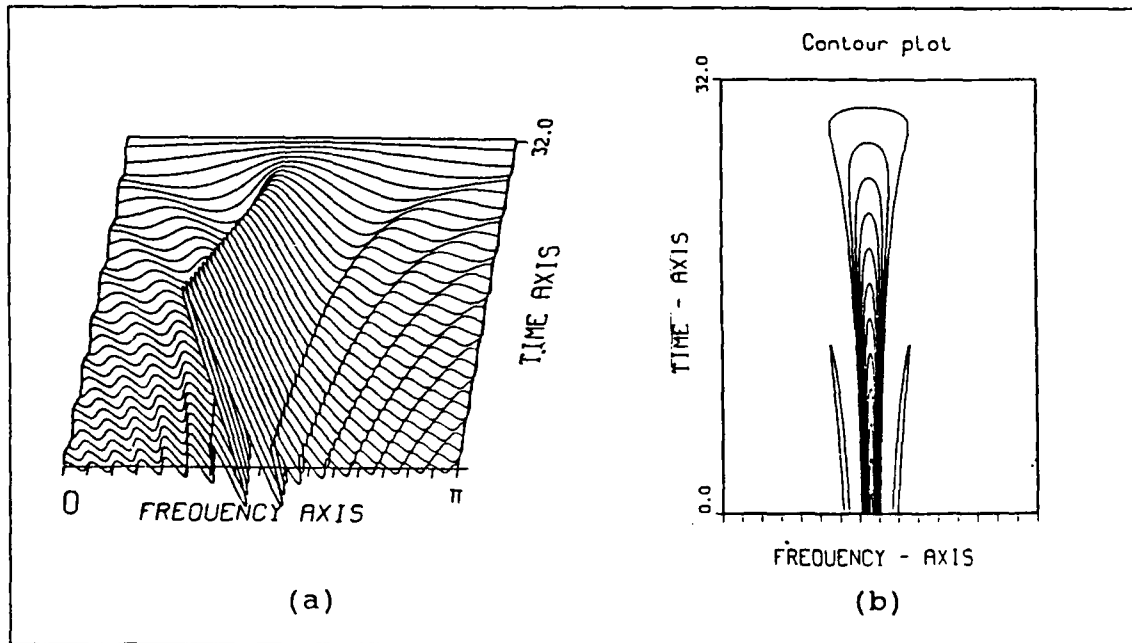 32.0
TIME AXIS
0
π
FREQUENCY AXIS
(a)
Contour plot
32.0
TIME - AXIS
0.0
FREQUENCY - AXIS
(b)